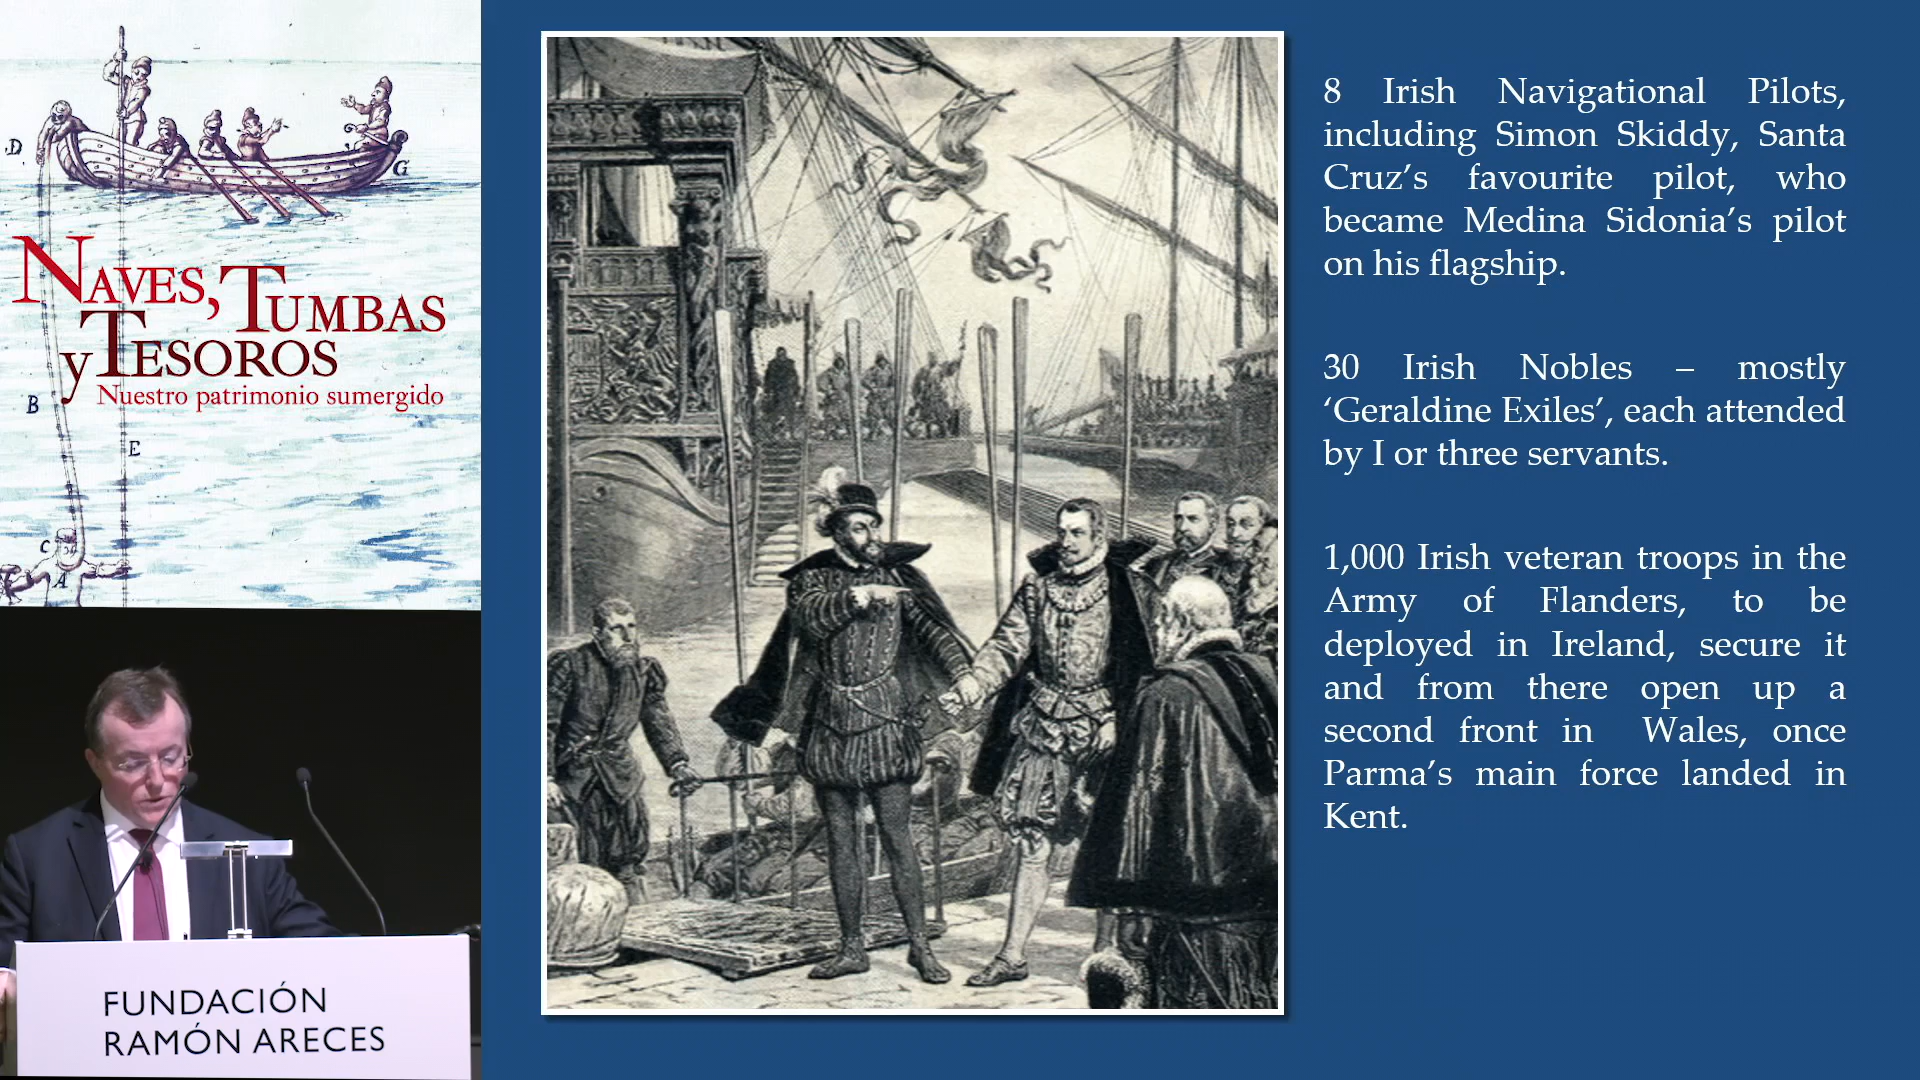 D
G
NAVES, TUMBAS
y TESOROS
Nuestro patrimonio sumergido
B
E
C
A
FUNDACIÓN
RAMÓN ARECES
8 Irish Navigational Pilots,
including Simon Skiddy, Santa
Cruz’s favourite pilot, who
became Medina Sidonia’s pilot
on his flagship.
30 Irish Nobles – mostly
‘Geraldine Exiles’, each attended
by I or three servants.
1,000 Irish veteran troops in the
Army of Flanders, to be
deployed in Ireland, secure it
and from there open up a
second front in Wales, once
Parma’s main force landed in
Kent.